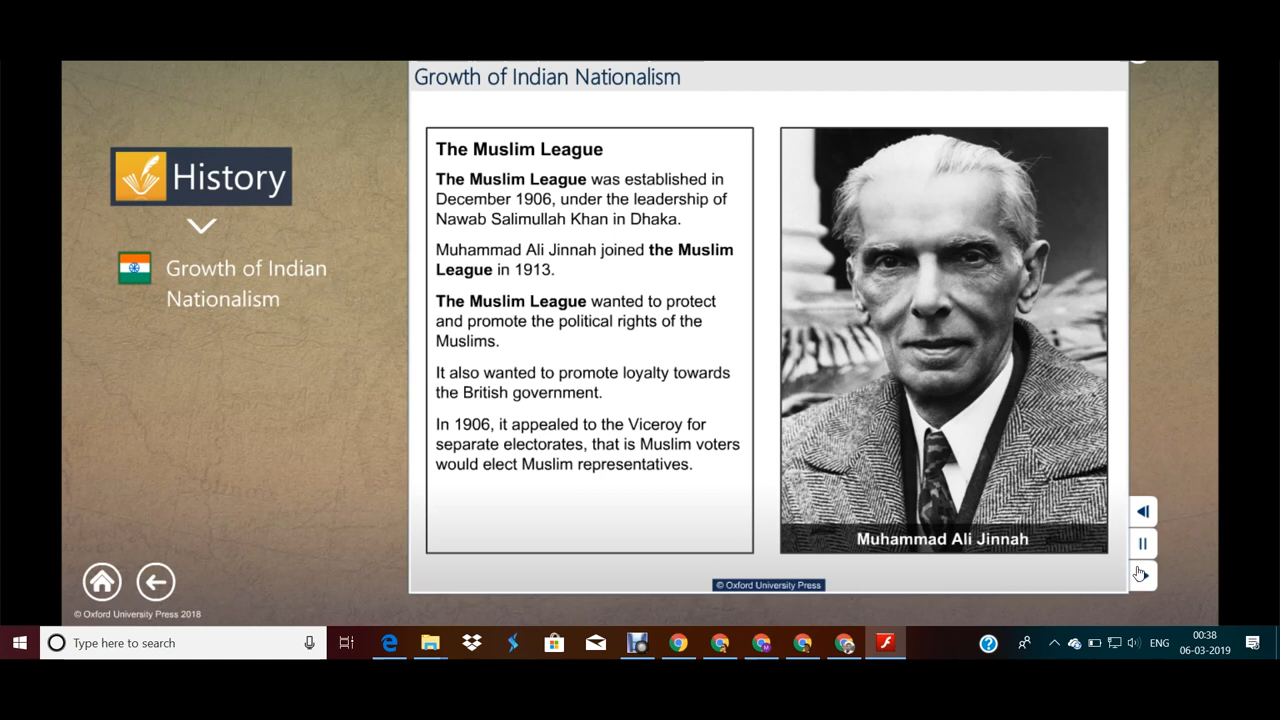 Growth of Indian Nationalism
History
Growth of Indian
Nationalism
The Muslim League
The Muslim League was established in
December 1906, under the leadership of
Nawab Salimullah Khan in Dhaka.
Muhammad Ali Jinnah joined the Muslim
League in 1913.
The Muslim League wanted to protect
and promote the political rights of the
Muslims.
It also wanted to promote loyalty towards
the British government.
In 1906, it appealed to the Viceroy for
separate electorates, that is Muslim voters
would elect Muslim representatives.
Muhammad Ali Jinnah
© Oxford University Press
© Oxford University Press 2018
Type here to search
ENG
00:38
06-03-2019